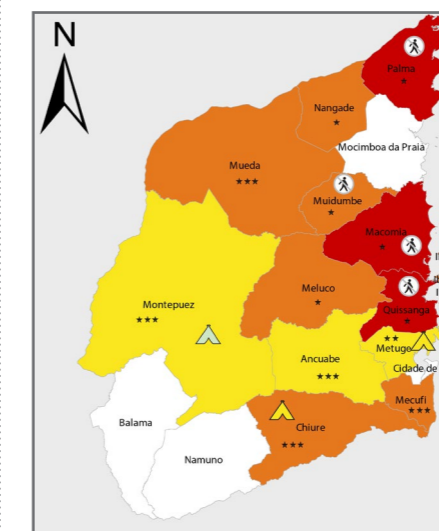 N
Palma
★
Nangade
★
Mocimboa da Praia
Mueda
★★★
Muidumbe
★
Macomia
★
Meluco
★
Montepuez
★★★
Quissanga
★
★★
Metuge
Ancuabe
★★★
Cidade de
Mecufi
★★★
Balama
Chiure
★★★
Namuno